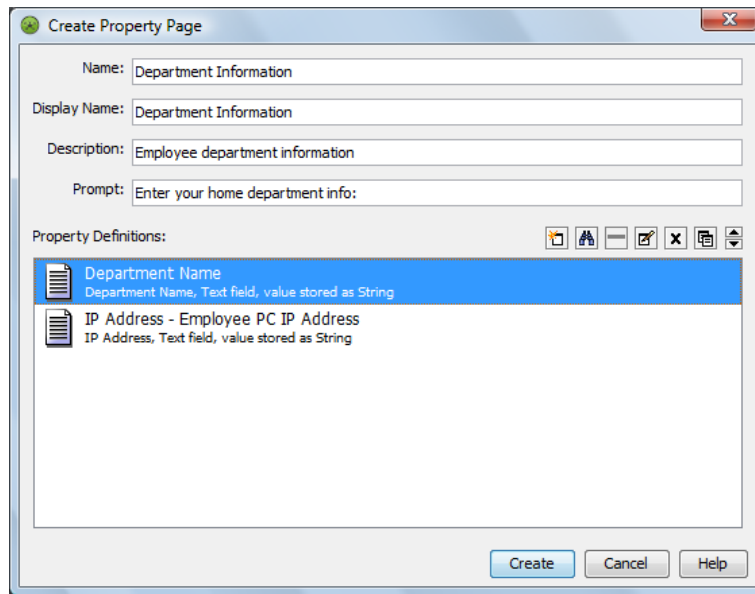 Create Property Page
Name: Department Information
Display Name: Department Information
Description: Employee department information
Prompt: Enter your home department info:
Property Definitions:
Department Name
Department Name, Text field, value stored as String
IP Address - Employee PC IP Address
IP Address, Text field, value stored as String
Create Cancel Help